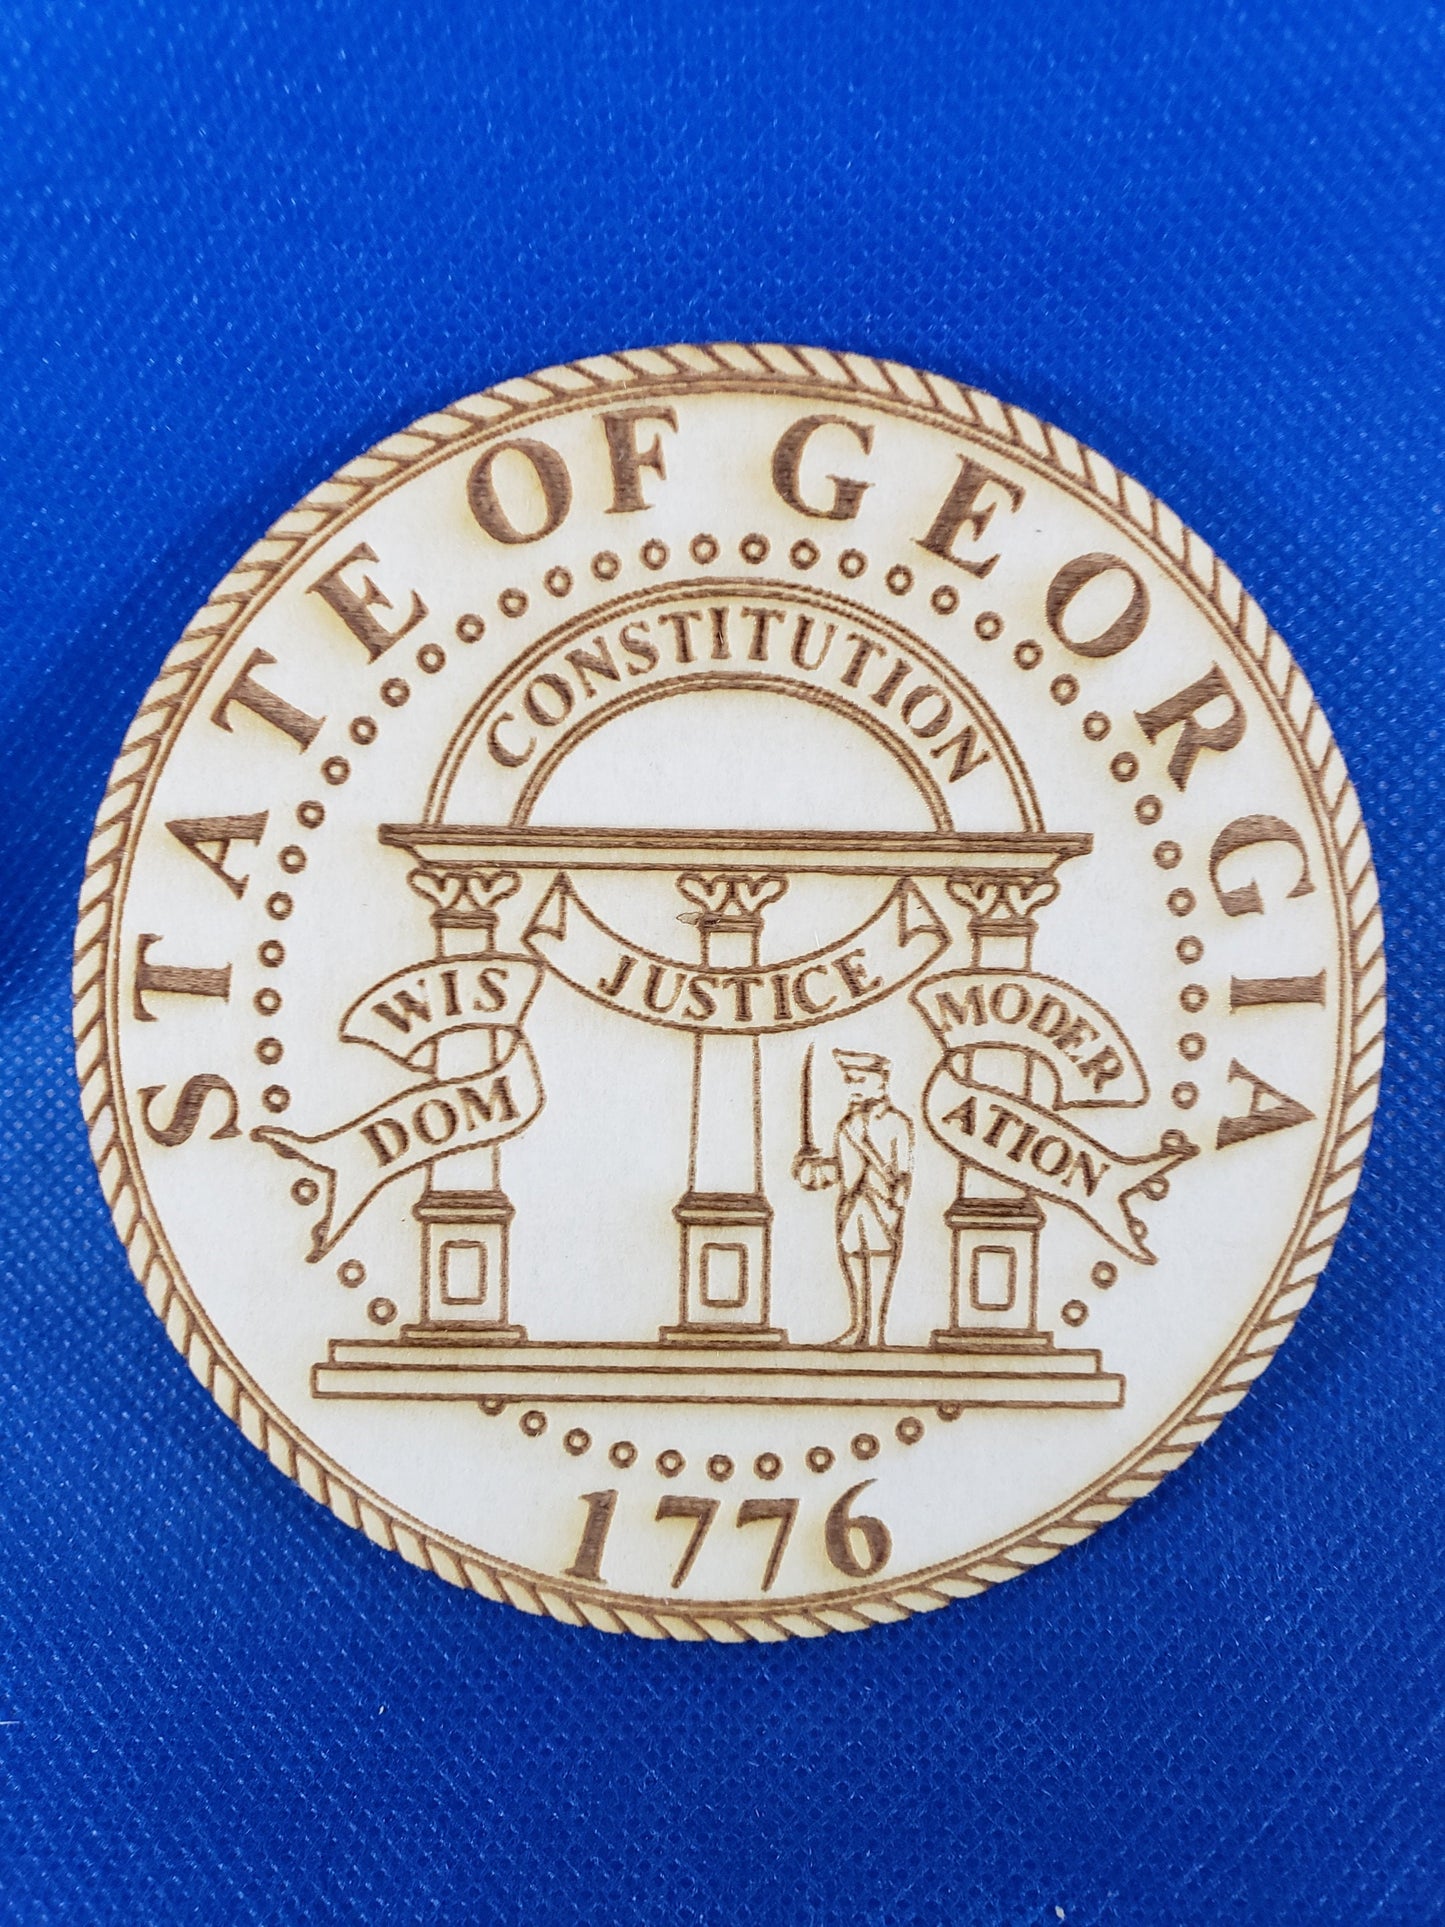 STATE OF GEORGIA
CONSTITUTION
WIS
DOM
JUSTICE
MODER
ATION
1776